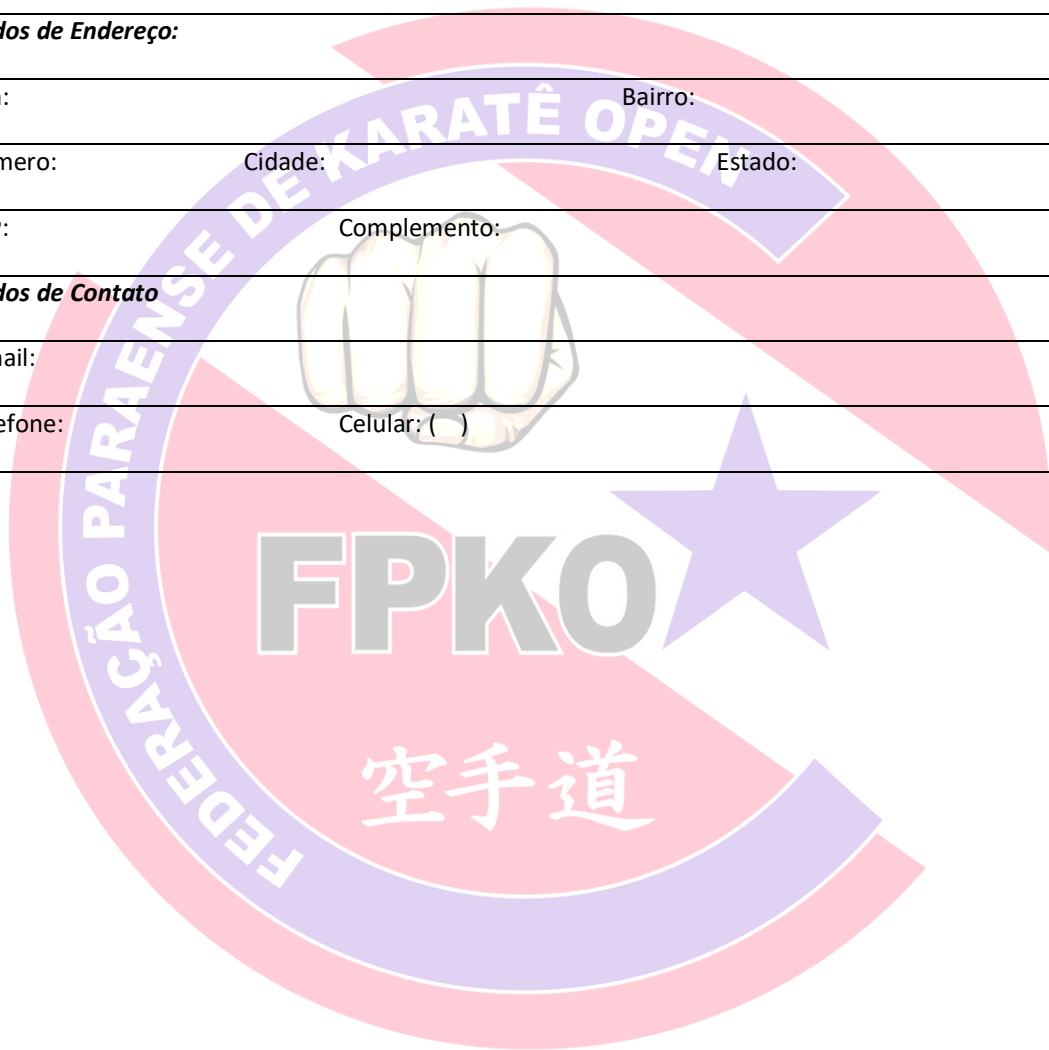 dos de Endereço:
: Bairro:
mero: Cidade: Estado:
: Complemento:
dos de Contato
ail:
efone: Celular: ( )
FEDERAÇÃO PARAENSE DE KARATÊ OPEN
FPKO
空手道